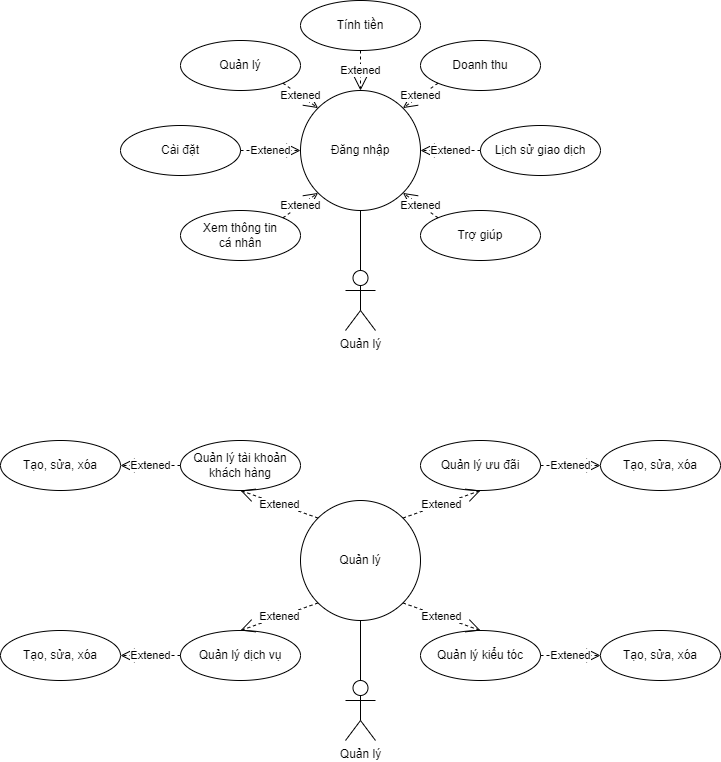 Tính tiền
Extened
Quản lý
Doanh thu
Extened
Extened
Cài đặt
Extened
Đăng nhập
Extened
Lịch sử giao dịch
Xem thông tin
cá nhân
Extened
Extened
Trợ giúp
Quản lý
Tạo, sửa, xóa
Extened
Quản lý tài khoản
khách hàng
Quản lý ưu đãi
Extened
Tạo, sửa, xóa
Extened
Extened
Quản lý
Extened
Extened
Tạo, sửa, xóa
Extened
Quản lý dịch vụ
Quản lý kiểu tóc
Extened
Tạo, sửa, xóa
Quản lý